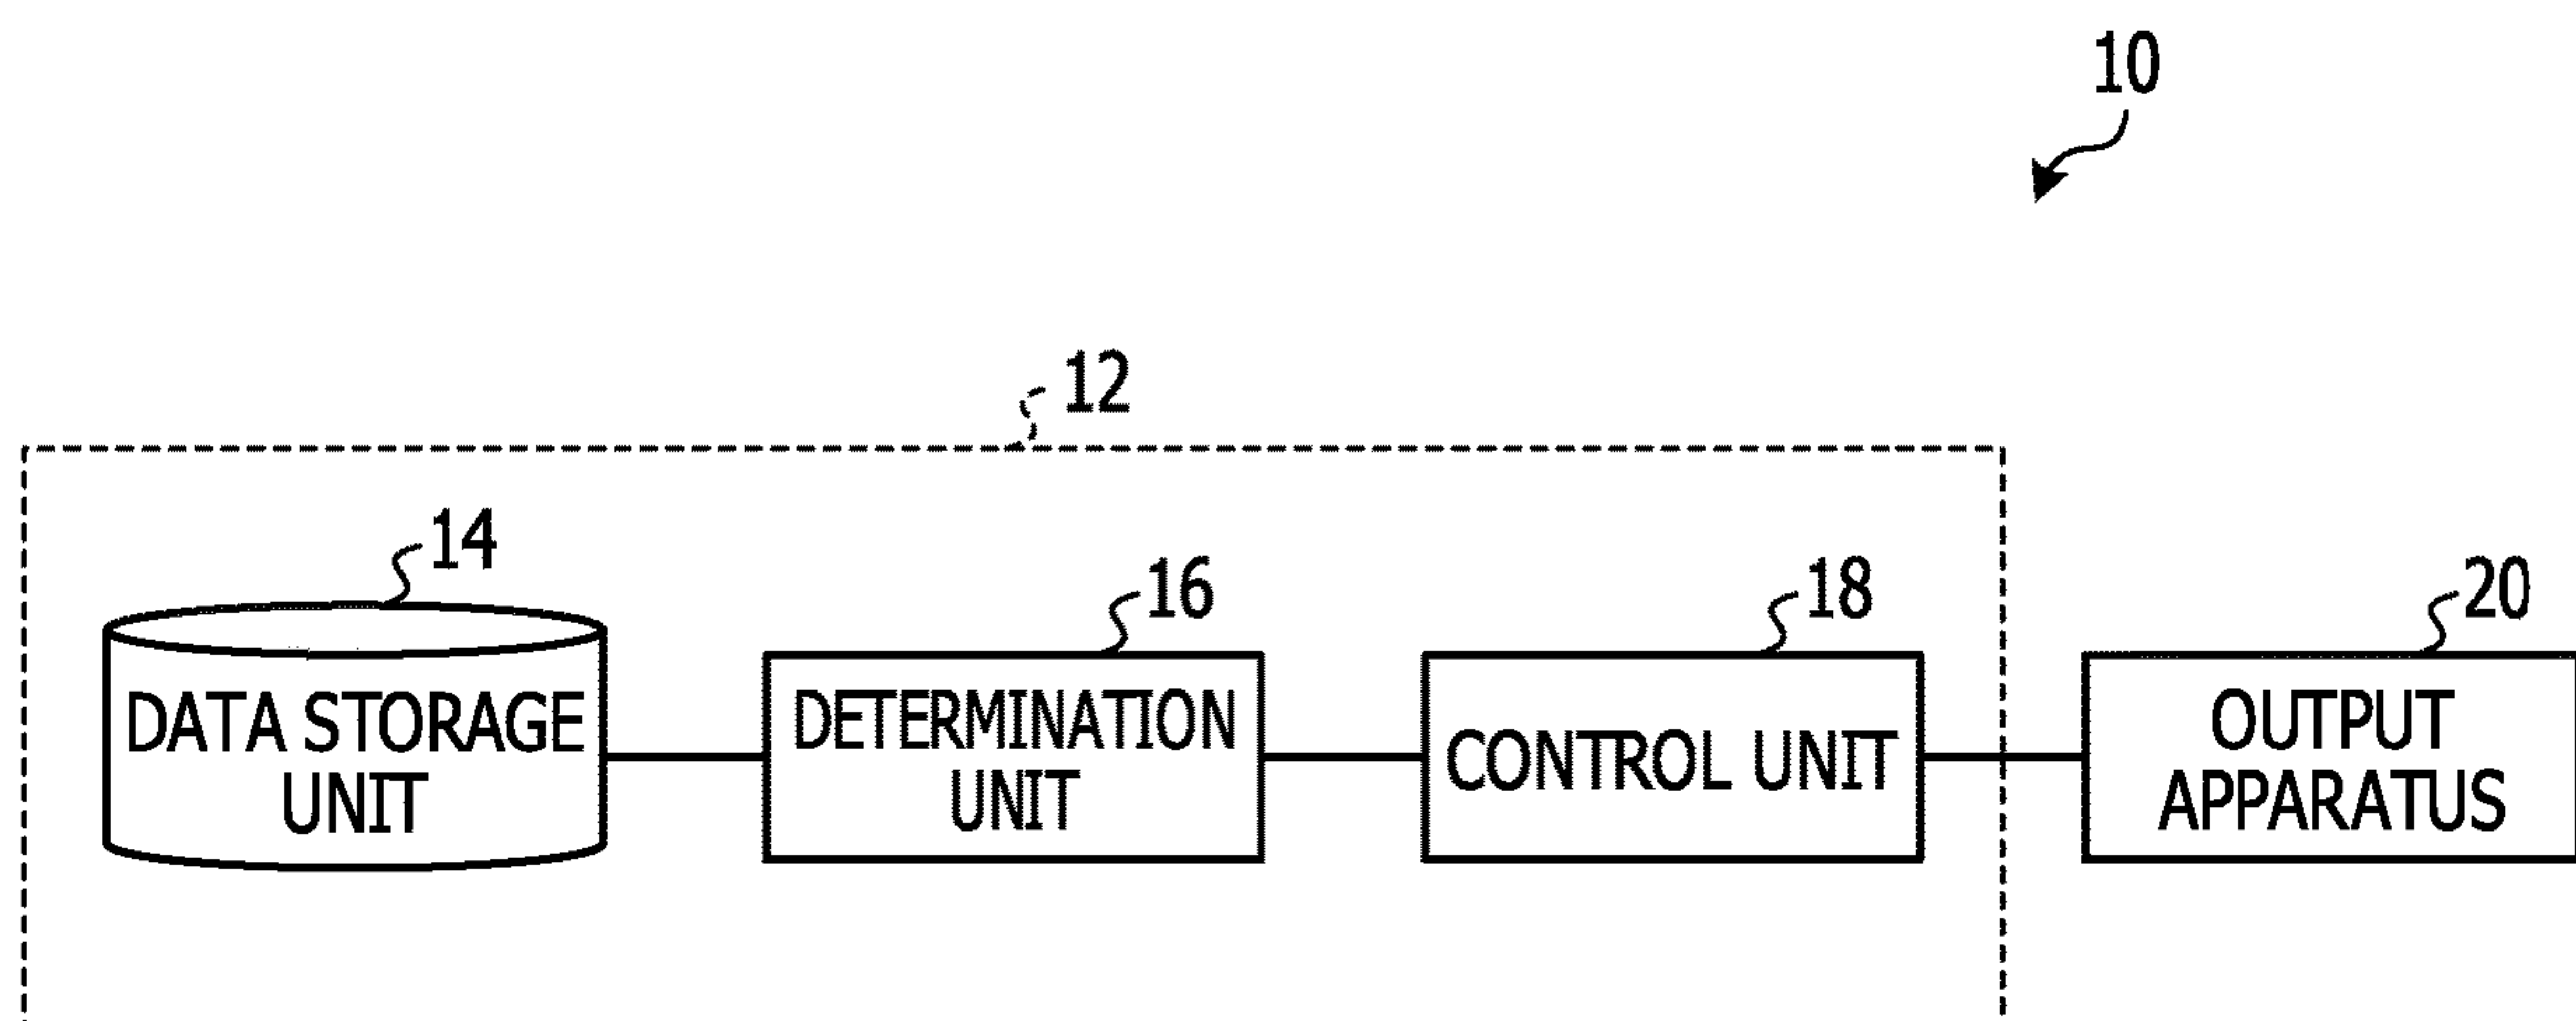 10
12
14
16
18
20
DATA STORAGE
UNIT
DETERMINATION
UNIT
CONTROL UNIT
OUTPUT
APPARATUS